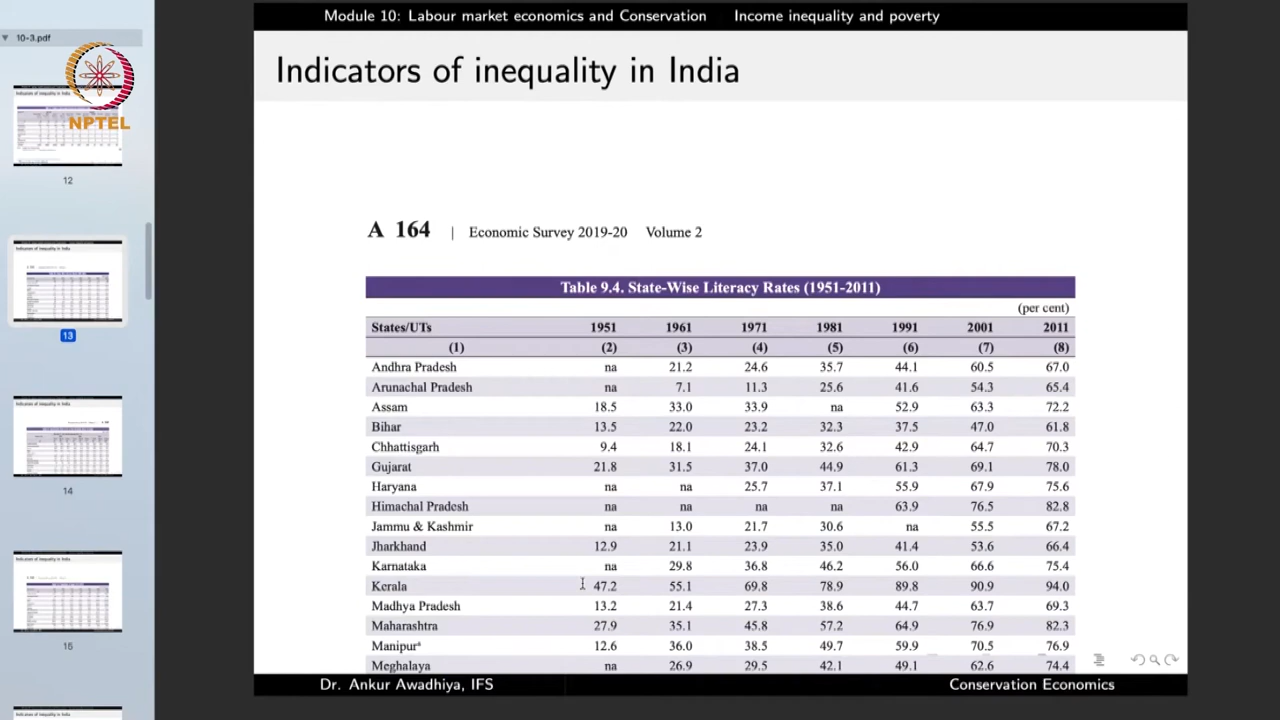 Module 10: Labour market economics and Conservation Income inequality and poverty
10-3.pdf
NPTEL
12
13
14
15
Indicators of inequality in India
A 164 | Economic Survey 2019-20 Volume 2
Table 9.4. State-Wise Literacy Rates (1951-2011)
(per cent)
States/UTs 1951 1961 1971 1981 1991 2001 2011
(1) (2) (3) (4) (5) (6) (7) (8)
Andhra Pradesh na 21.2 24.6 35.7 44.1 60.5 67.0
Arunachal Pradesh na 7.1 11.3 25.6 41.6 54.3 65.4
Assam 18.5 33.0 33.9 na 52.9 63.3 72.2
Bihar 13.5 22.0 23.2 32.3 37.5 47.0 61.8
Chhattisgarh 9.4 18.1 24.1 32.6 42.9 64.7 70.3
Gujarat 21.8 31.5 37.0 44.9 61.3 69.1 78.0
Haryana na na 25.7 37.1 55.9 67.9 75.6
Himachal Pradesh na na na na 63.9 76.5 82.8
Jammu & Kashmir na 13.0 21.7 30.6 na 55.5 67.2
Jharkhand 12.9 21.1 23.9 35.0 41.4 53.6 66.4
Karnataka na 29.8 36.8 46.2 56.0 66.6 75.4
Kerala 47.2 55.1 69.8 78.9 89.8 90.9 94.0
Madhya Pradesh 13.2 21.4 27.3 38.6 44.7 63.7 69.3
Maharashtra 27.9 35.1 45.8 57.2 64.9 76.9 82.3
Manipurª 12.6 36.0 38.5 49.7 59.9 70.5 76.9
Meghalaya na 26.9 29.5 42.1 49.1 62.6 74.4
Dr. Ankur Awadhiya, IFS Conservation Economics